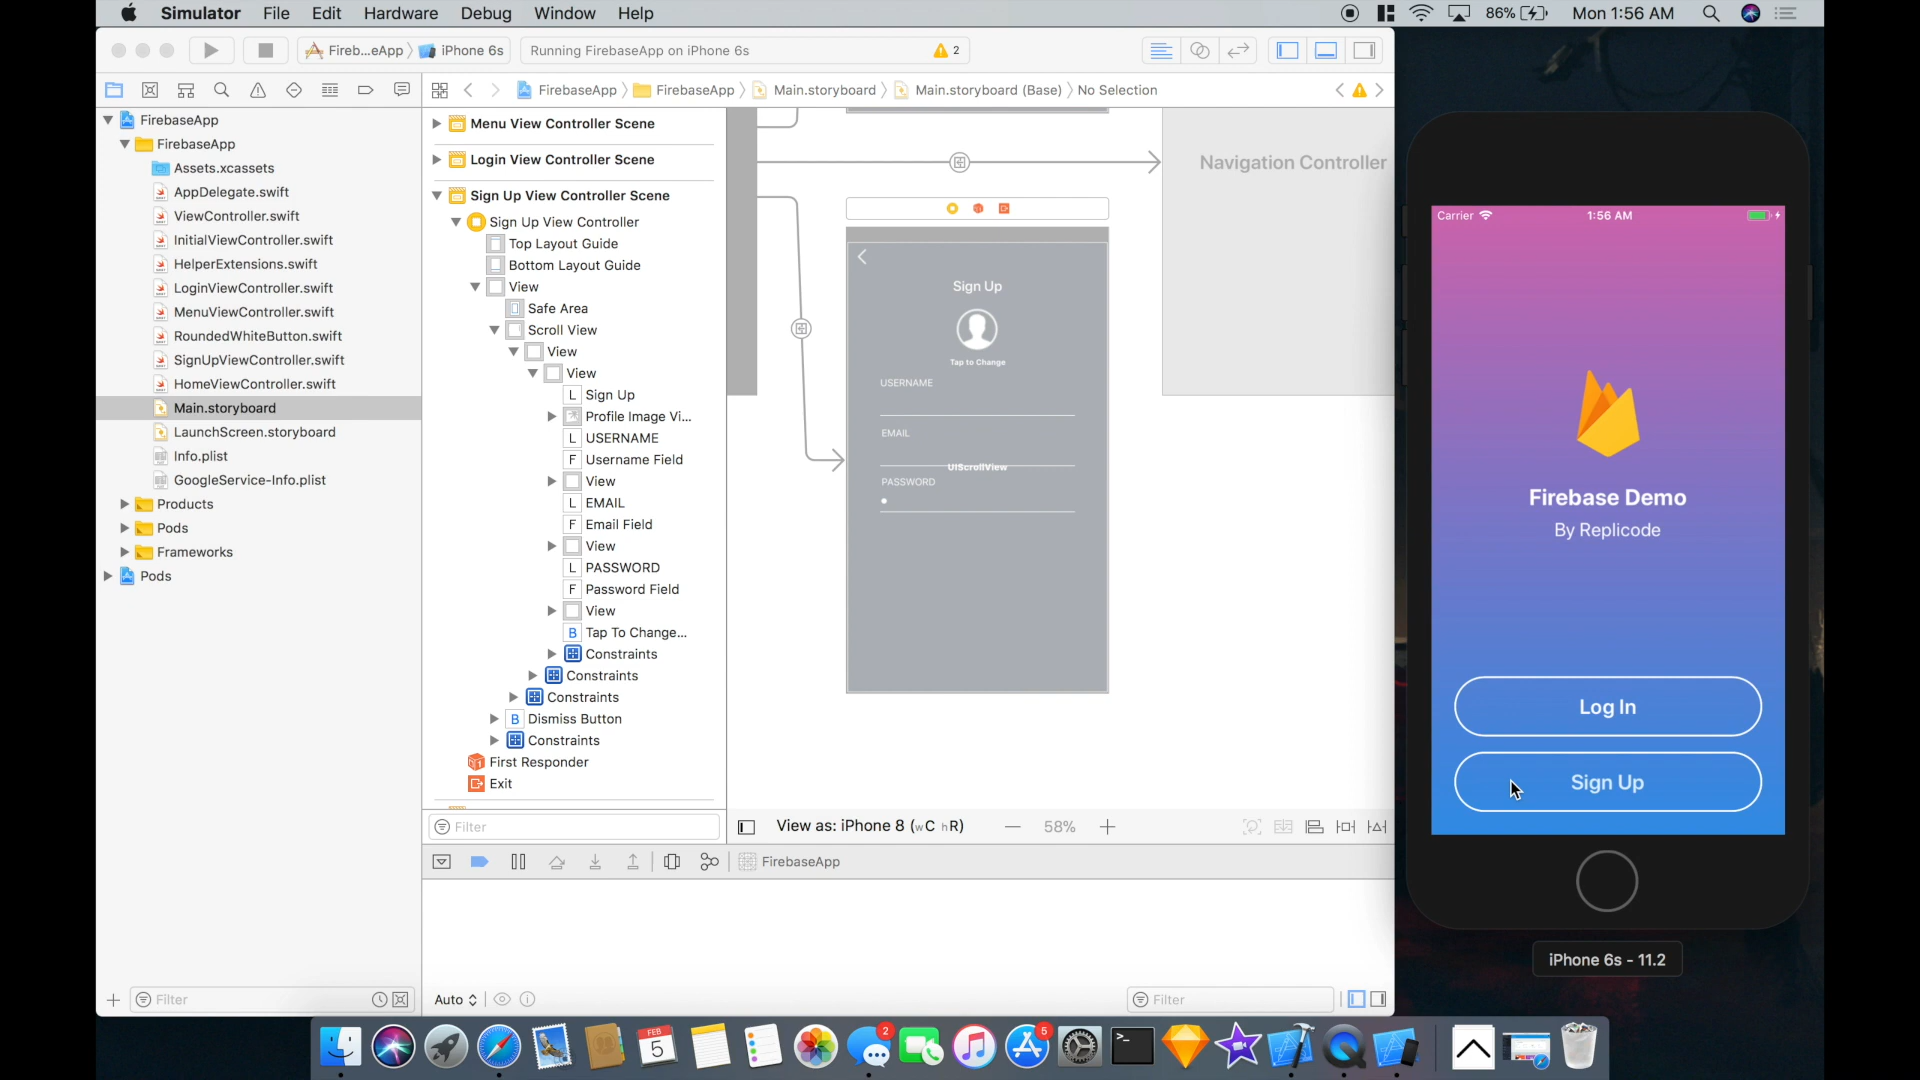 Simulator File Edit Hardware Debug Window Help
86% Mon 1:56 AM
Fireb...eApp iPhone 6s
Running FirebaseApp on iPhone 6s
2
FirebaseApp FirebaseApp Main.storyboard Main.storyboard (Base) No Selection
FirebaseApp
FirebaseApp
Assets.xcassets
AppDelegate.swift
ViewController.swift
InitialViewController.swift
HelperExtensions.swift
LoginViewController.swift
MenuViewController.swift
RoundedWhiteButton.swift
SignUpViewController.swift
HomeViewController.swift
Main.storyboard
LaunchScreen.storyboard
Info.plist
GoogleService-Info.plist
Products
Pods
Frameworks
Pods
Filter
Menu View Controller Scene
Login View Controller Scene
Sign Up View Controller Scene
Sign Up View Controller
Top Layout Guide
Bottom Layout Guide
View
Safe Area
Scroll View
View
View
L Sign Up
Profile Image Vi...
L USERNAME
F Username Field
View
L EMAIL
F Email Field
View
L PASSWORD
F Password Field
View
B Tap To Change...
Constraints
Constraints
Constraints
B Dismiss Button
Constraints
First Responder
Exit
Filter
Navigation Controller
Sign Up
Tap to Change
USERNAME
EMAIL
UIScrollView
PASSWORD
View as: iPhone 8 (wC hR)
58%
FirebaseApp
Auto
Filter
Carrier 1:56 AM
Firebase Demo
By Replicode
Log In
Sign Up
iPhone 6s - 11.2
FEB
5
2
5